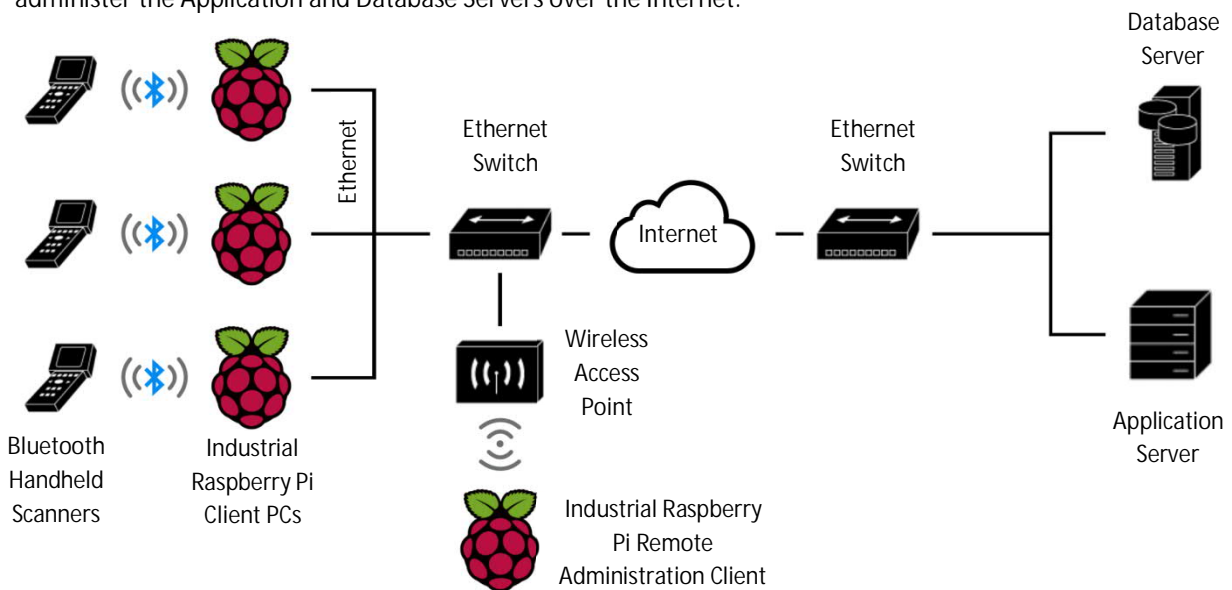 administer the Application and Database Servers over the Internet.
Database
Server
Ethernet
Ethernet
Switch
Ethernet
Switch
Internet
Wireless
Access
Point
Bluetooth
Handheld
Scanners
Industrial
Raspberry Pi
Client PCs
Application
Server
Industrial Raspberry
Pi Remote
Administration Client